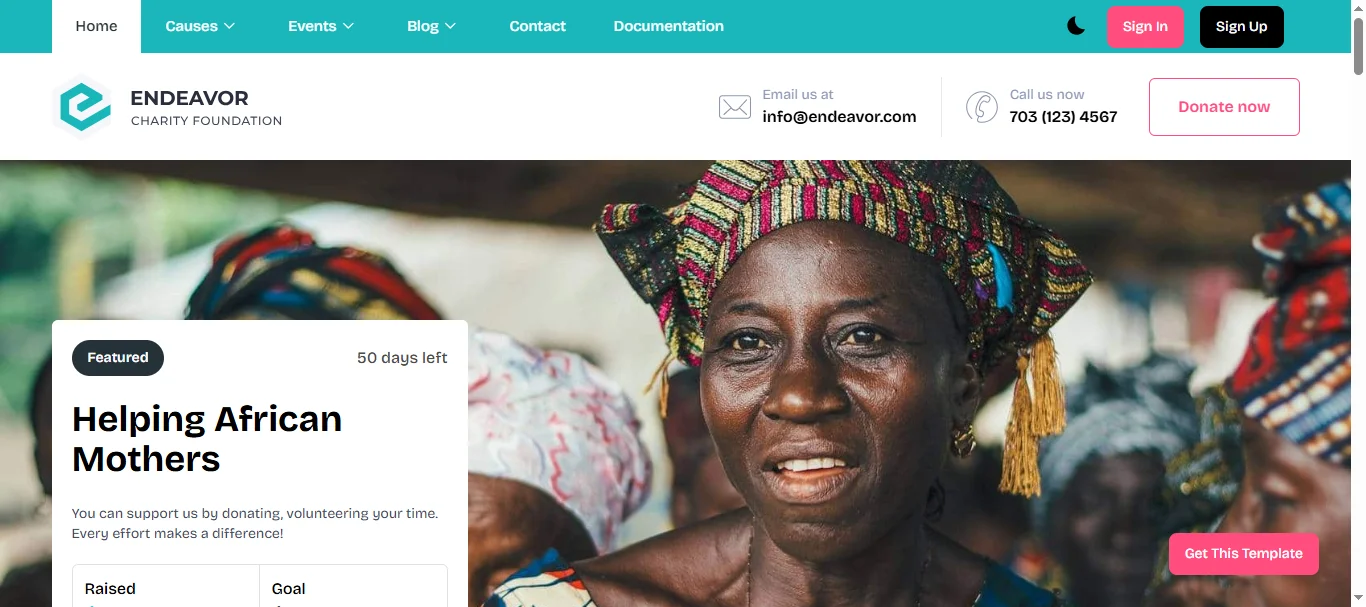 Home
Causes
Events
Blog
Contact
Documentation
Sign In
Sign Up
ENDEAVOR
CHARITY FOUNDATION
Email us at
info@endeavor.com
Call us now
703 (123) 4567
Donate now
Featured
50 days left
Helping African
Mothers
You can support us by donating, volunteering your time.
Every effort makes a difference!
Get This Template
Raised
Goal